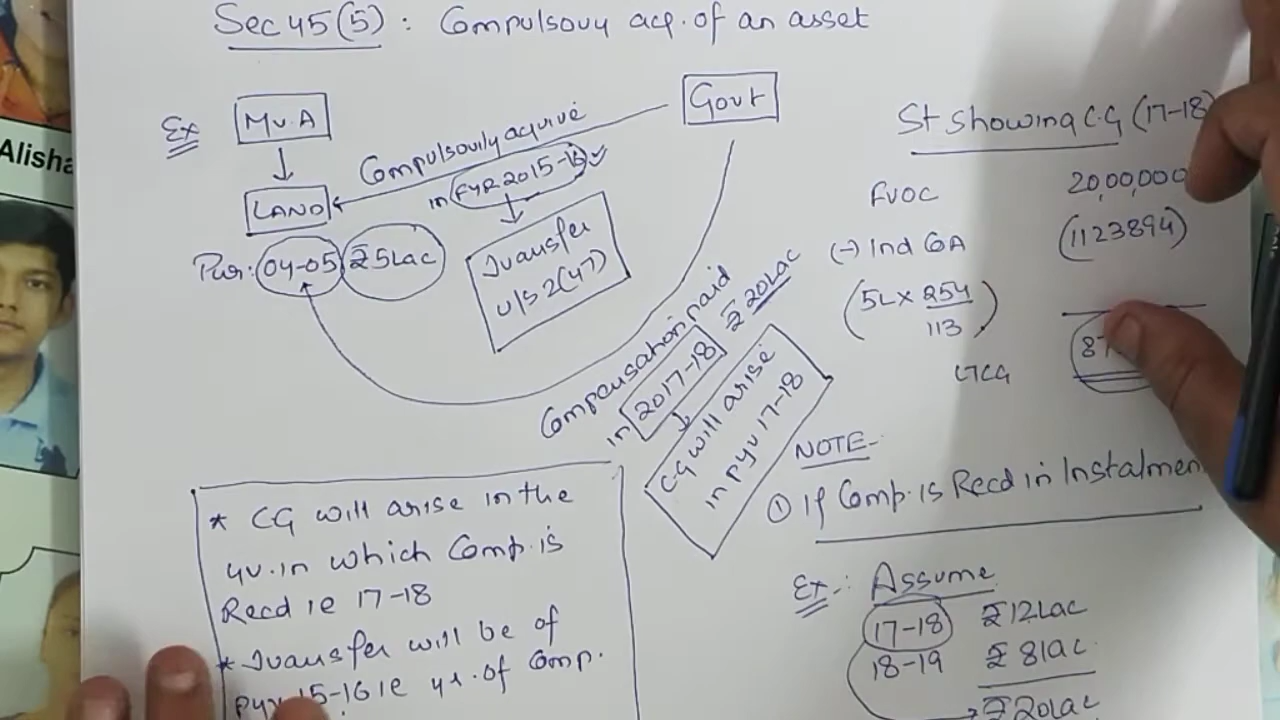 Alisha
Sec 45(5) : Compulsory acq. of an asset
Ex
Mr. A
Govt
Compulsorily acquire
in FYR 2015-16 ✓
LAND
Pur: 04-05 ₹5Lac
Transfer
u/s 2(47)
Compensation paid
in 2017-18 ₹20Lac
CG will arise
in pyr 17-18
St showing C.G (17-18)
FVOC 20,00,000
(-) Ind COA (1123894)
(5L x 254
113)
LTCG 87
* CG will arise in the
yr. in which Comp. is
Recd ie 17-18
* Transfer will be of
pyr 15-16 ie yr. of Comp.
NOTE-
① If Comp. is Recd in Instalmen
Ex-: Assume
17-18 ₹12Lac
18-19 ₹8Lac
₹20Lac